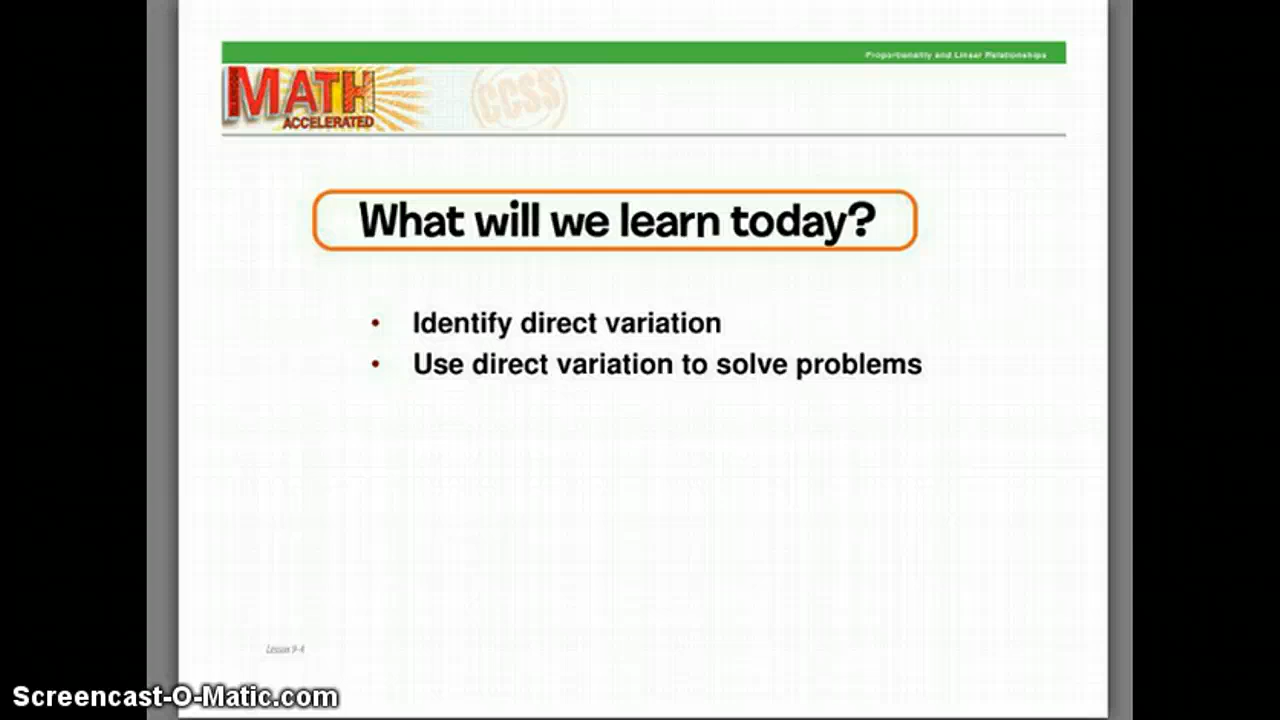 Proportionality and Linear Relationships
MATH
ACCELERATED
CCSS
What will we learn today?
• Identify direct variation
• Use direct variation to solve problems
Lesson 9-4
Screencast-O-Matic.com